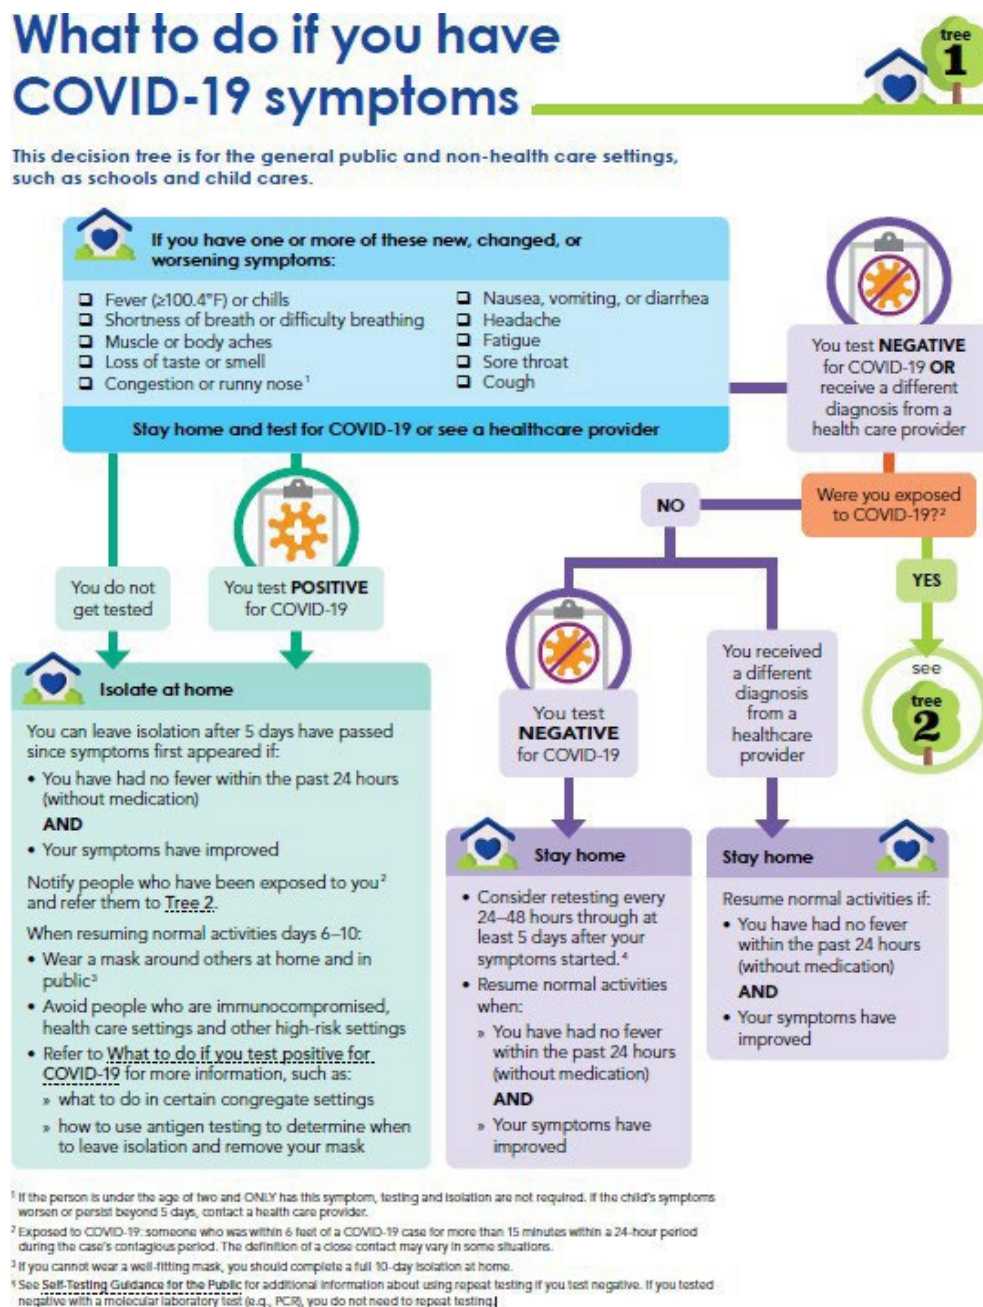 What to do if you have
COVID-19 symptoms
tree
1
This decision tree is for the general public and non-health care settings,
such as schools and child cares.
If you have one or more of these new, changed, or
worsening symptoms:
Fever (≥100.4°F) or chills
Shortness of breath or difficulty breathing
Muscle or body aches
Loss of taste or smell
Congestion or runny nose¹
Nausea, vomiting, or diarrhea
Headache
Fatigue
Sore throat
Cough
Stay home and test for COVID-19 or see a healthcare provider
You test NEGATIVE
for COVID-19 OR
receive a different
diagnosis from a
health care provider
Were you exposed
to COVID-19?²
NO
YES
see
tree
2
You do not
get tested
You test POSITIVE
for COVID-19
Isolate at home
You can leave isolation after 5 days have passed
since symptoms first appeared if:
• You have had no fever within the past 24 hours
(without medication)
AND
• Your symptoms have improved
Notify people who have been exposed to you²
and refer them to Tree 2.
When resuming normal activities days 6–10:
• Wear a mask around others at home and in
public³
• Avoid people who are immunocompromised,
health care settings and other high-risk settings
• Refer to What to do if you test positive for
COVID-19 for more information, such as:
» what to do in certain congregate settings
» how to use antigen testing to determine when
to leave isolation and remove your mask
You test
NEGATIVE
for COVID-19
Stay home
• Consider retesting every
24–48 hours through at
least 5 days after your
symptoms started.⁴
• Resume normal activities
when:
» You have had no fever
within the past 24 hours
(without medication)
AND
» Your symptoms have
improved
You received
a different
diagnosis
from a
healthcare
provider
Stay home
Resume normal activities if:
• You have had no fever
within the past 24 hours
(without medication)
AND
• Your symptoms have
improved
¹ If the person is under the age of two and ONLY has this symptom, testing and isolation are not required. If the child's symptoms
worsen or persist beyond 5 days, contact a health care provider.
² Exposed to COVID-19: someone who was within 6 feet of a COVID-19 case for more than 15 minutes within a 24-hour period
during the case's contagious period. The definition of a close contact may vary in some situations.
³ If you cannot wear a well-fitting mask, you should complete a full 10-day isolation at home.
⁴ See Self-Testing Guidance for the Public for additional information about using repeat testing if you test negative. If you tested
negative with a molecular laboratory test (e.g., PCR), you do not need to repeat testing.